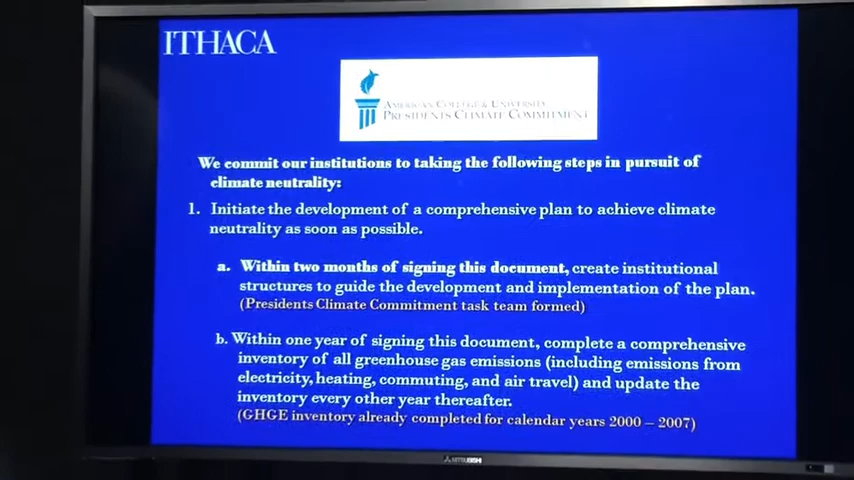 ITHACA
AMERICAN COLLEGE & UNIVERSITY
PRESIDENTS CLIMATE COMMITMENT
We commit our institutions to taking the following steps in pursuit of
climate neutrality:
1. Initiate the development of a comprehensive plan to achieve climate
neutrality as soon as possible.
a. Within two months of signing this document, create institutional
structures to guide the development and implementation of the plan.
(Presidents Climate Commitment task team formed)
b. Within one year of signing this document, complete a comprehensive
inventory of all greenhouse gas emissions (including emissions from
electricity, heating, commuting, and air travel) and update the
inventory every other year thereafter.
(GHGE inventory already completed for calendar years 2000 – 2007)
MITSUBISHI